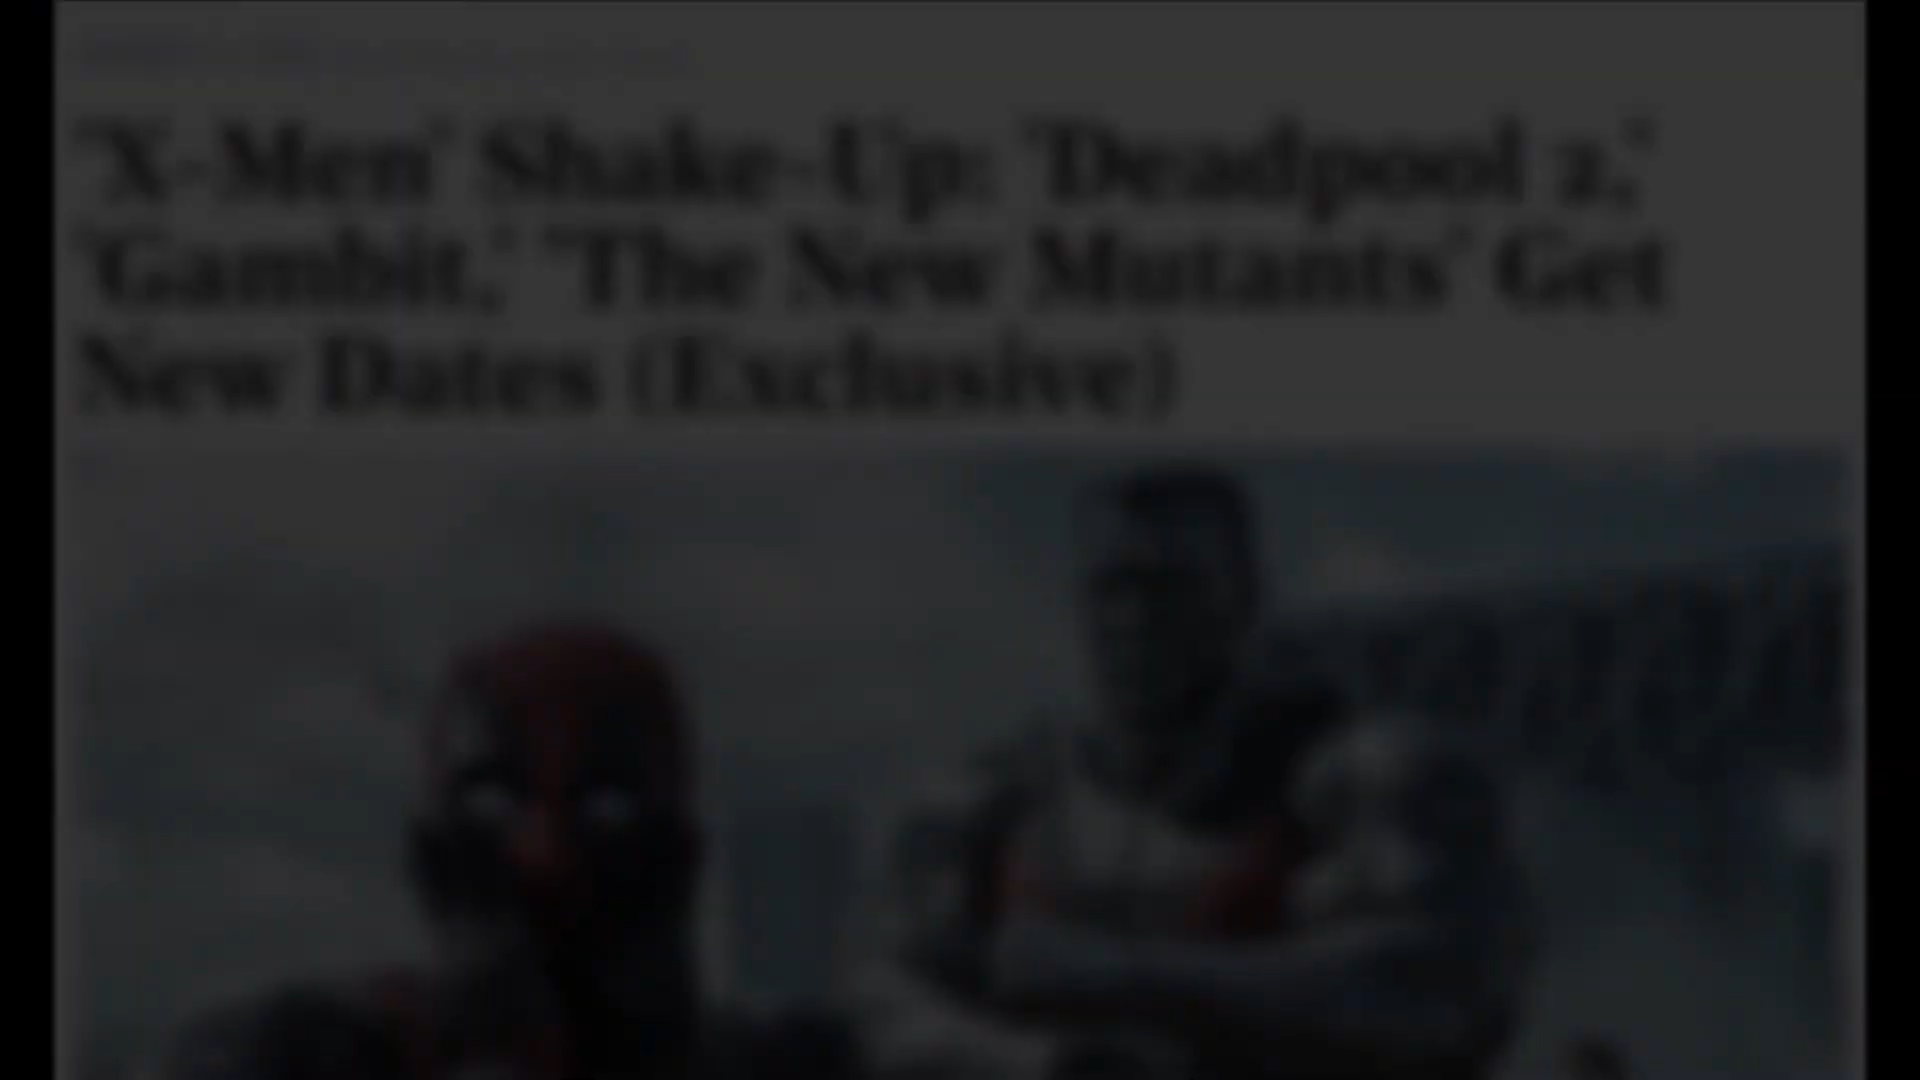 'X-Men' Shake-Up: 'Deadpool 2,'
'Gambit,' 'The New Mutants' Get
New Dates (Exclusive)